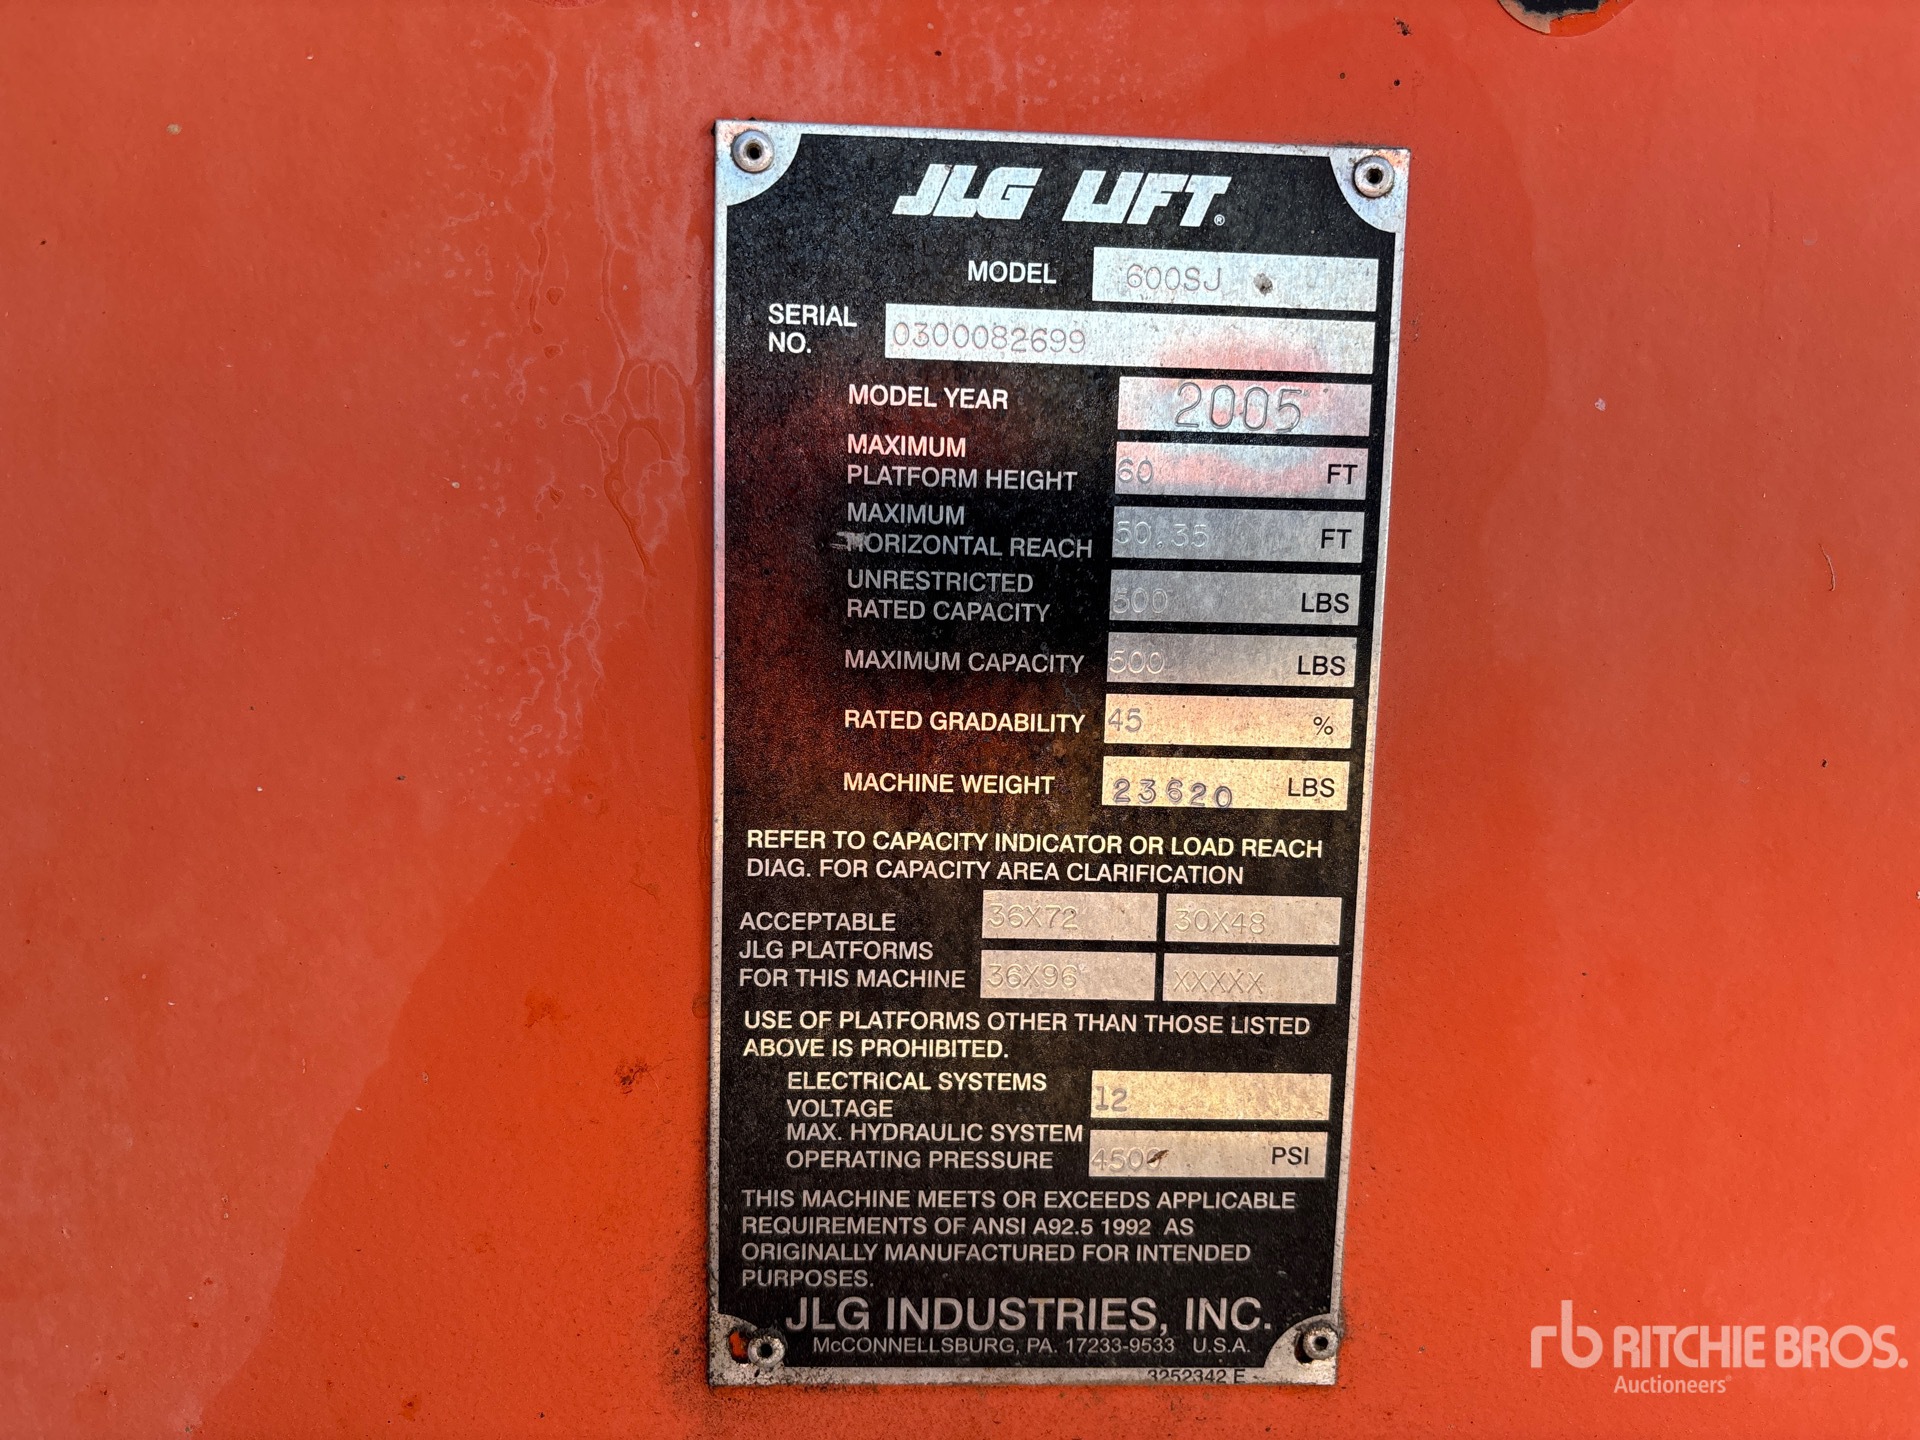 JLG LIFT®
MODEL 600SJ
SERIAL
NO. 0300082699
MODEL YEAR 2005
MAXIMUM
PLATFORM HEIGHT 60 FT
MAXIMUM
HORIZONTAL REACH 50.35 FT
UNRESTRICTED
RATED CAPACITY 500 LBS
MAXIMUM CAPACITY 500 LBS
RATED GRADABILITY 45 %
MACHINE WEIGHT 23620 LBS
REFER TO CAPACITY INDICATOR OR LOAD REACH
DIAG. FOR CAPACITY AREA CLARIFICATION
ACCEPTABLE 36X72 30X48
JLG PLATFORMS
FOR THIS MACHINE 36X96 XXXXX
USE OF PLATFORMS OTHER THAN THOSE LISTED
ABOVE IS PROHIBITED.
ELECTRICAL SYSTEMS
VOLTAGE 12
MAX. HYDRAULIC SYSTEM
OPERATING PRESSURE 4500 PSI
THIS MACHINE MEETS OR EXCEEDS APPLICABLE
REQUIREMENTS OF ANSI A92.5 1992 AS
ORIGINALLY MANUFACTURED FOR INTENDED
PURPOSES.
JLG INDUSTRIES, INC.
McCONNELLSBURG, PA. 17233-9533 U.S.A.
3252342 E
rb RITCHIE BROS.
Auctioneers